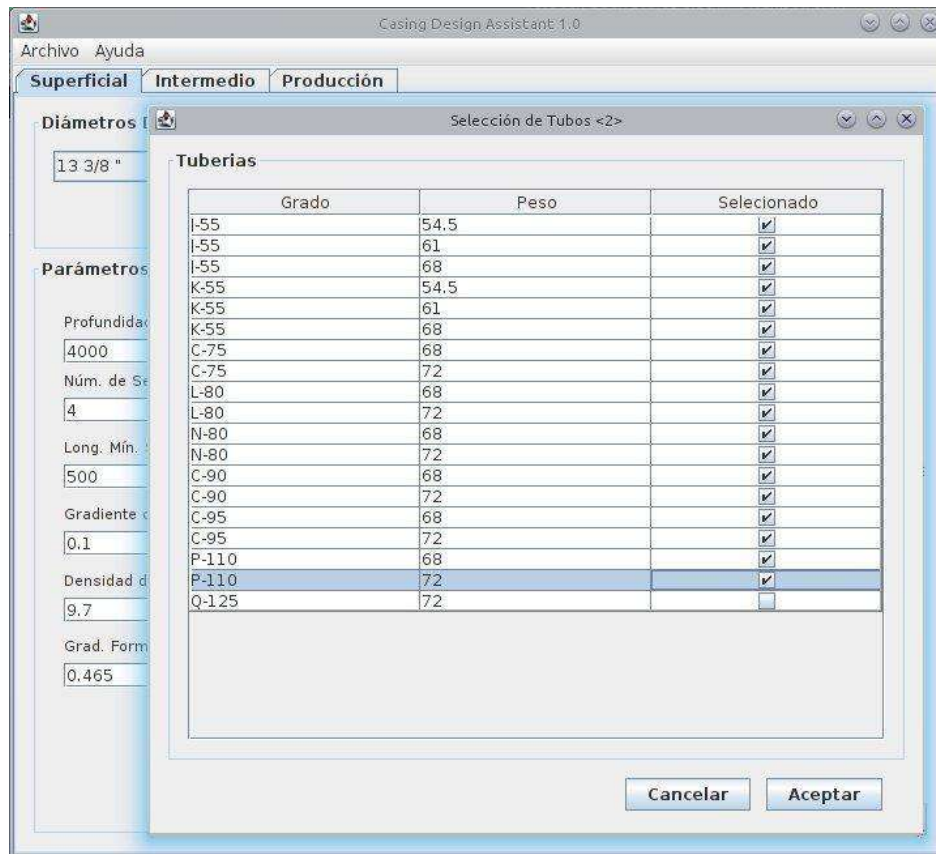 Casing Design Assistant 1.0
Archivo Ayuda
Superficial Intermedio Producción
Diámetros
13 3/8 "
Parámetros
4000
Núm. de
4
Long. Mín.
500
Gradiente
0.1
Densidad
9.7
Grad. Form
0.465
Selección de Tubos <2>
Tuberias
Grado Peso Selecionado
J-55 54.5
J-55 61
J-55 68
K-55 54.5
K-55 61
K-55 68
C-75 68
C-75 72
L-80 68
L-80 72
N-80 68
N-80 72
C-90 68
C-90 72
C-95 68
C-95 72
P-110 68
P-110 72
Q-125 72
Cancelar Aceptar